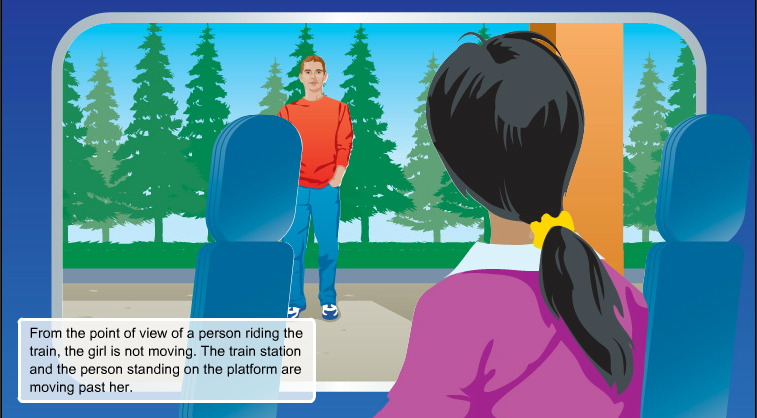 From the point of view of a person riding the
train, the girl is not moving. The train station
and the person standing on the platform are
moving past her.